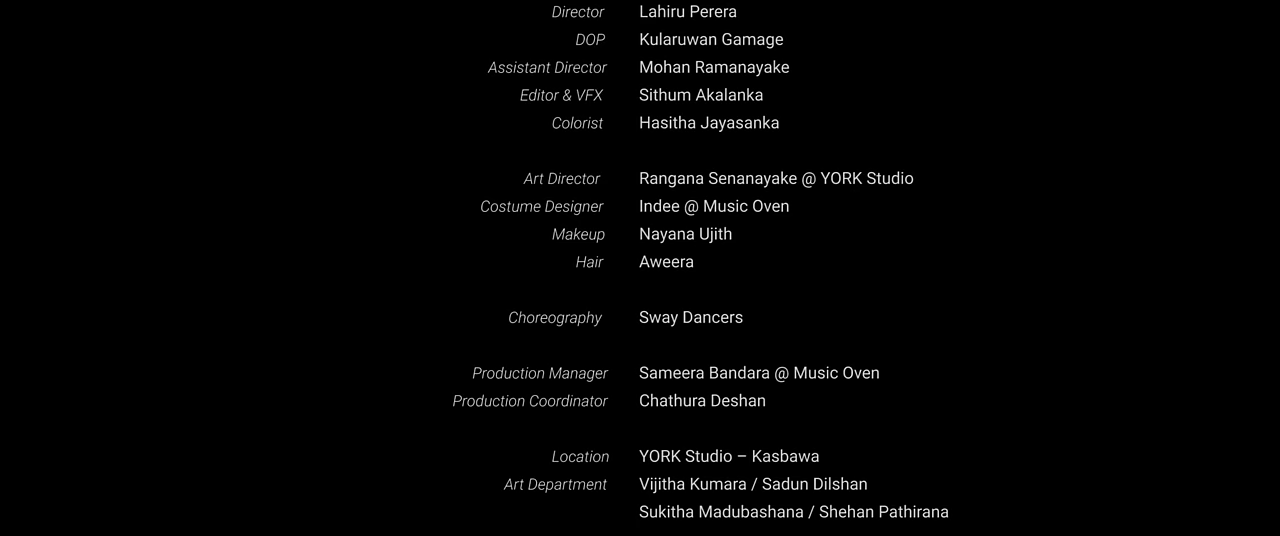 Director Lahiru Perera
DOP Kularuwan Gamage
Assistant Director Mohan Ramanayake
Editor & VFX Sithum Akalanka
Colorist Hasitha Jayasanka
Art Director Rangana Senanayake @ YORK Studio
Costume Designer Indee @ Music Oven
Makeup Nayana Ujith
Hair Aweera
Choreography Sway Dancers
Production Manager Sameera Bandara @ Music Oven
Production Coordinator Chathura Deshan
Location YORK Studio – Kasbawa
Art Department Vijitha Kumara / Sadun Dilshan
Sukitha Madubashana / Shehan Pathirana